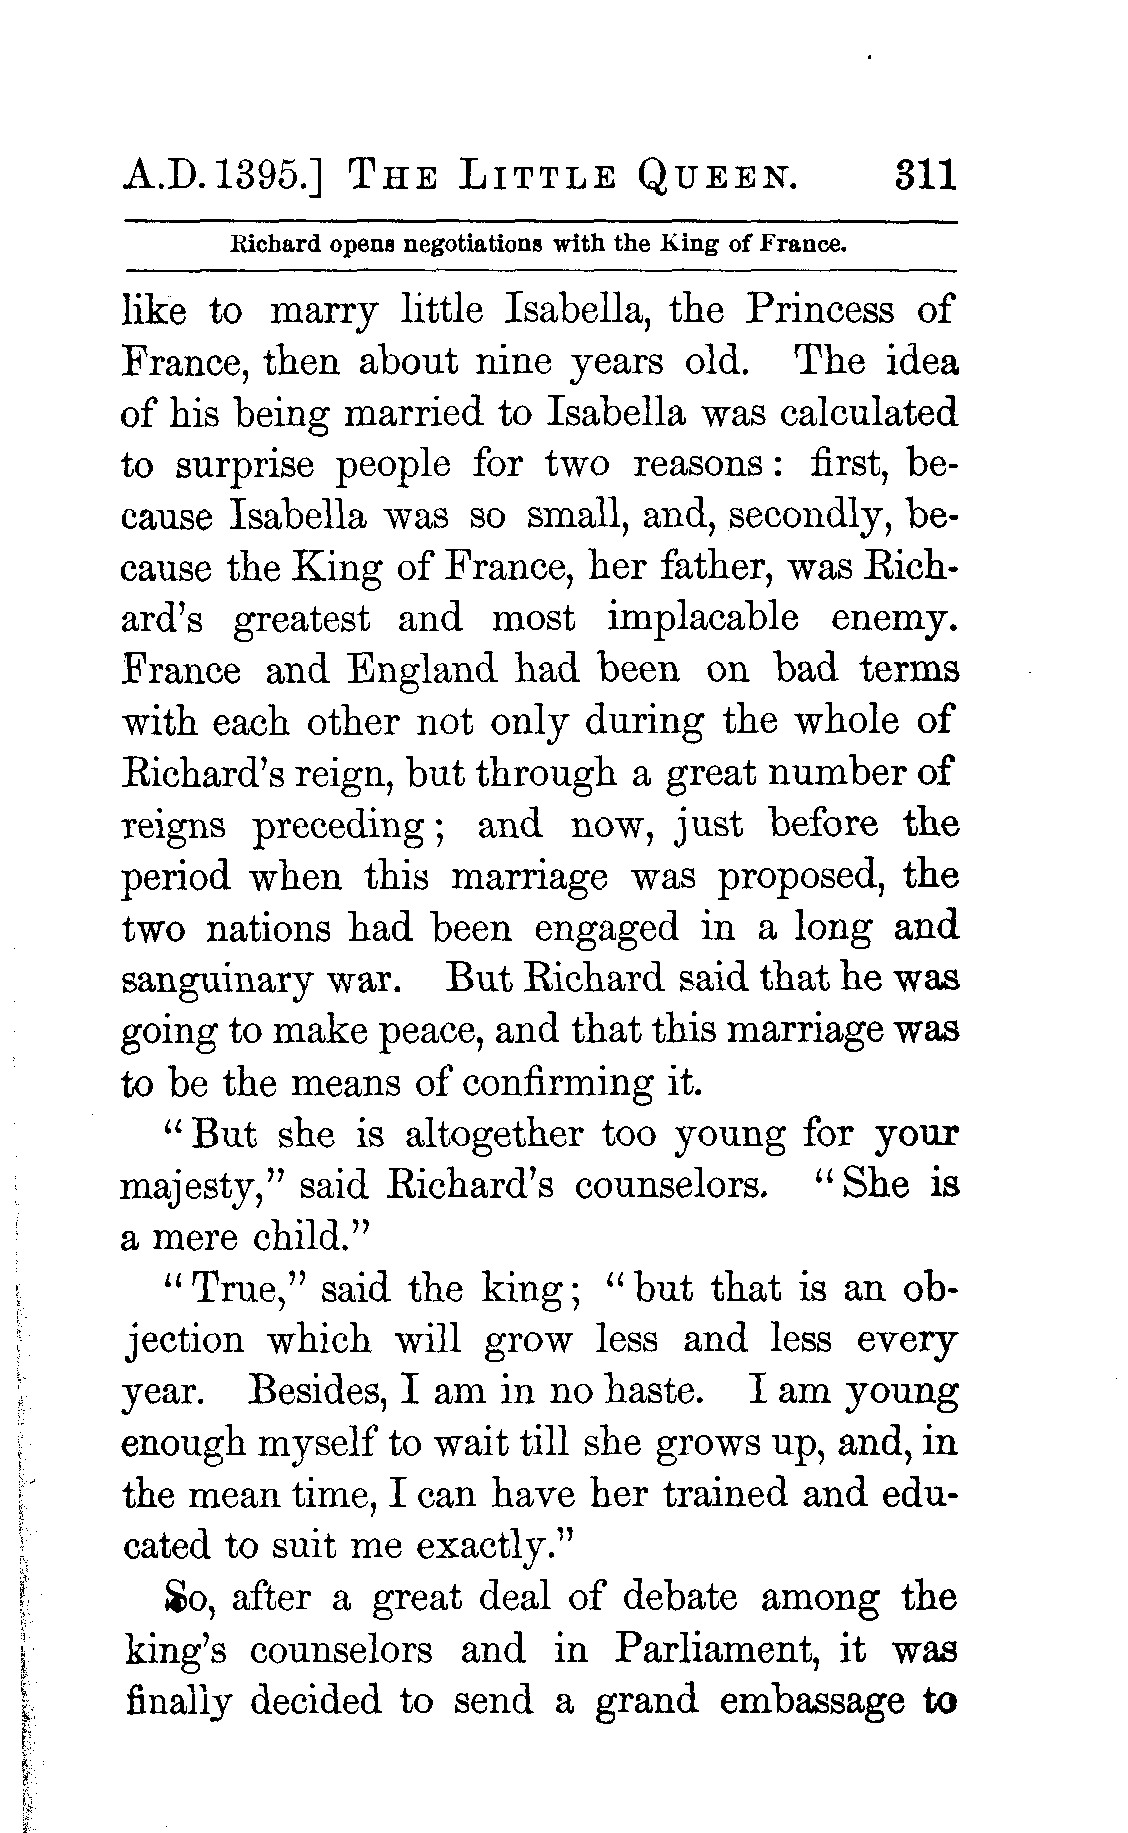 A.D. 1395.] THE LITTLE QUEEN. 311
Richard opens negotiations with the King of France.
like to marry little Isabella, the Princess of
France, then about nine years old. The idea
of his being married to Isabella was calculated
to surprise people for two reasons: first, be-
cause Isabella was so small, and, secondly, be-
cause the King of France, her father, was Rich-
ard's greatest and most implacable enemy.
France and England had been on bad terms
with each other not only during the whole of
Richard's reign, but through a great number of
reigns preceding; and now, just before the
period when this marriage was proposed, the
two nations had been engaged in a long and
sanguinary war. But Richard said that he was
going to make peace, and that this marriage was
to be the means of confirming it.
"But she is altogether too young for your
majesty," said Richard's counselors. "She is
a mere child."
"True," said the king; "but that is an ob-
jection which will grow less and less every
year. Besides, I am in no haste. I am young
enough myself to wait till she grows up, and, in
the mean time, I can have her trained and edu-
cated to suit me exactly."
So, after a great deal of debate among the
king's counselors and in Parliament, it was
finally decided to send a grand embassage to